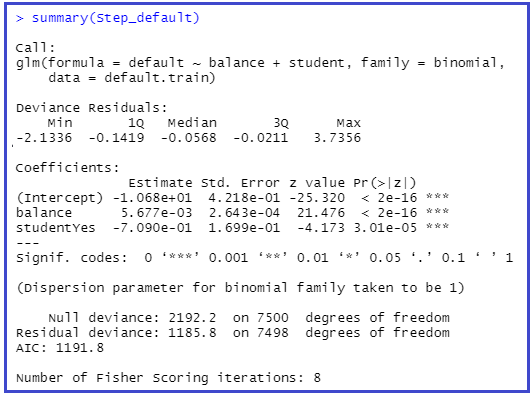 > summary(Step_default)
Call:
glm(formula = default ~ balance + student, family = binomial,
    data = default.train)
Deviance Residuals:
    Min       1Q   Median       3Q      Max
-2.1336  -0.1419  -0.0568  -0.0211   3.7356
Coefficients:
              Estimate Std. Error z value Pr(>|z|)
(Intercept) -1.068e+01  4.218e-01 -25.320  < 2e-16 ***
balance      5.677e-03  2.643e-04  21.476  < 2e-16 ***
studentYes  -7.090e-01  1.699e-01  -4.173 3.01e-05 ***
---
Signif. codes:  0 ‘***’ 0.001 ‘**’ 0.01 ‘*’ 0.05 ‘.’ 0.1 ‘ ’ 1
(Dispersion parameter for binomial family taken to be 1)
    Null deviance: 2192.2  on 7500  degrees of freedom
Residual deviance: 1185.8  on 7498  degrees of freedom
AIC: 1191.8
Number of Fisher Scoring iterations: 8